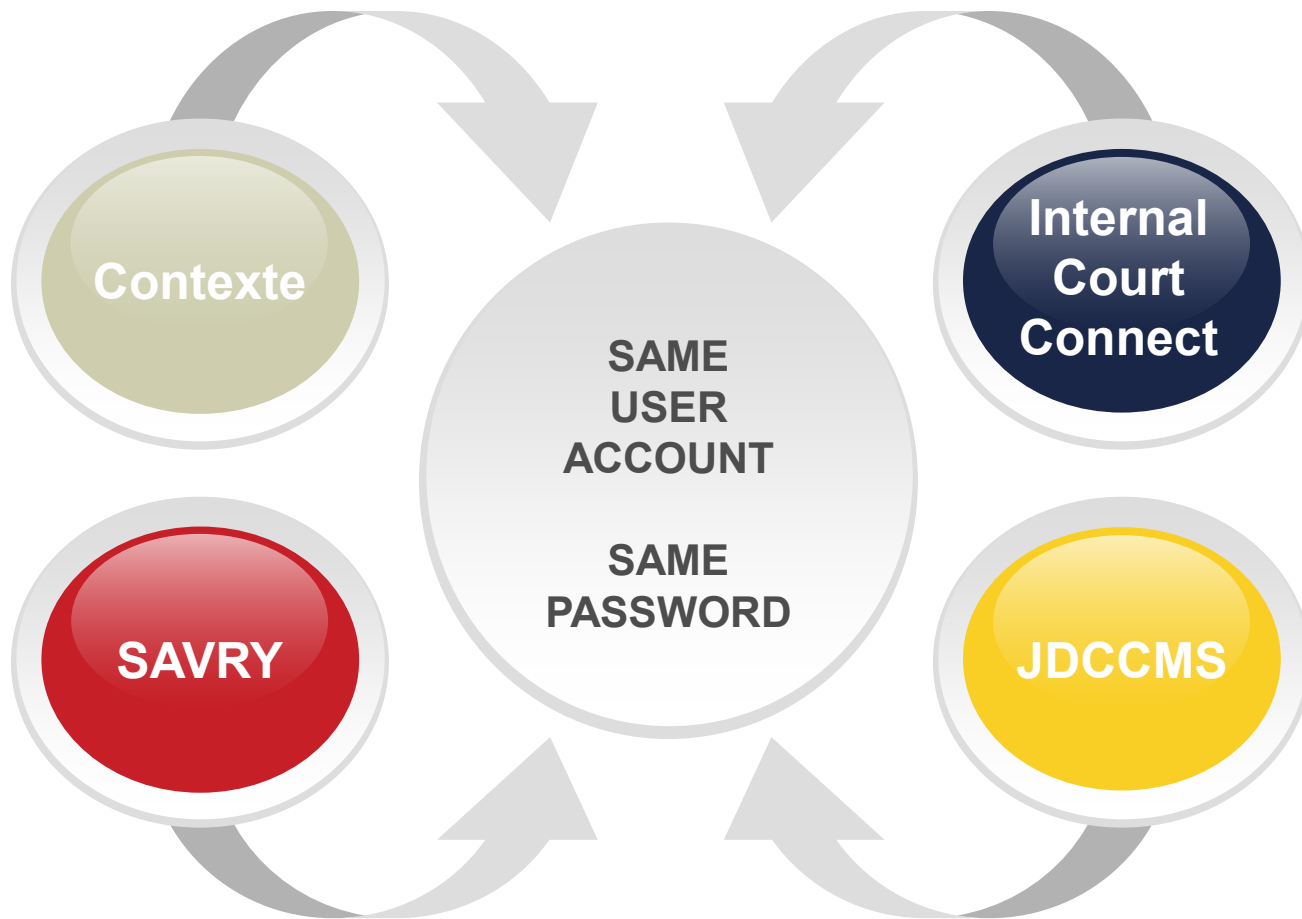 Contexte
Internal
Court
Connect
SAME
USER
ACCOUNT
SAME
PASSWORD
SAVRY
JDCCMS